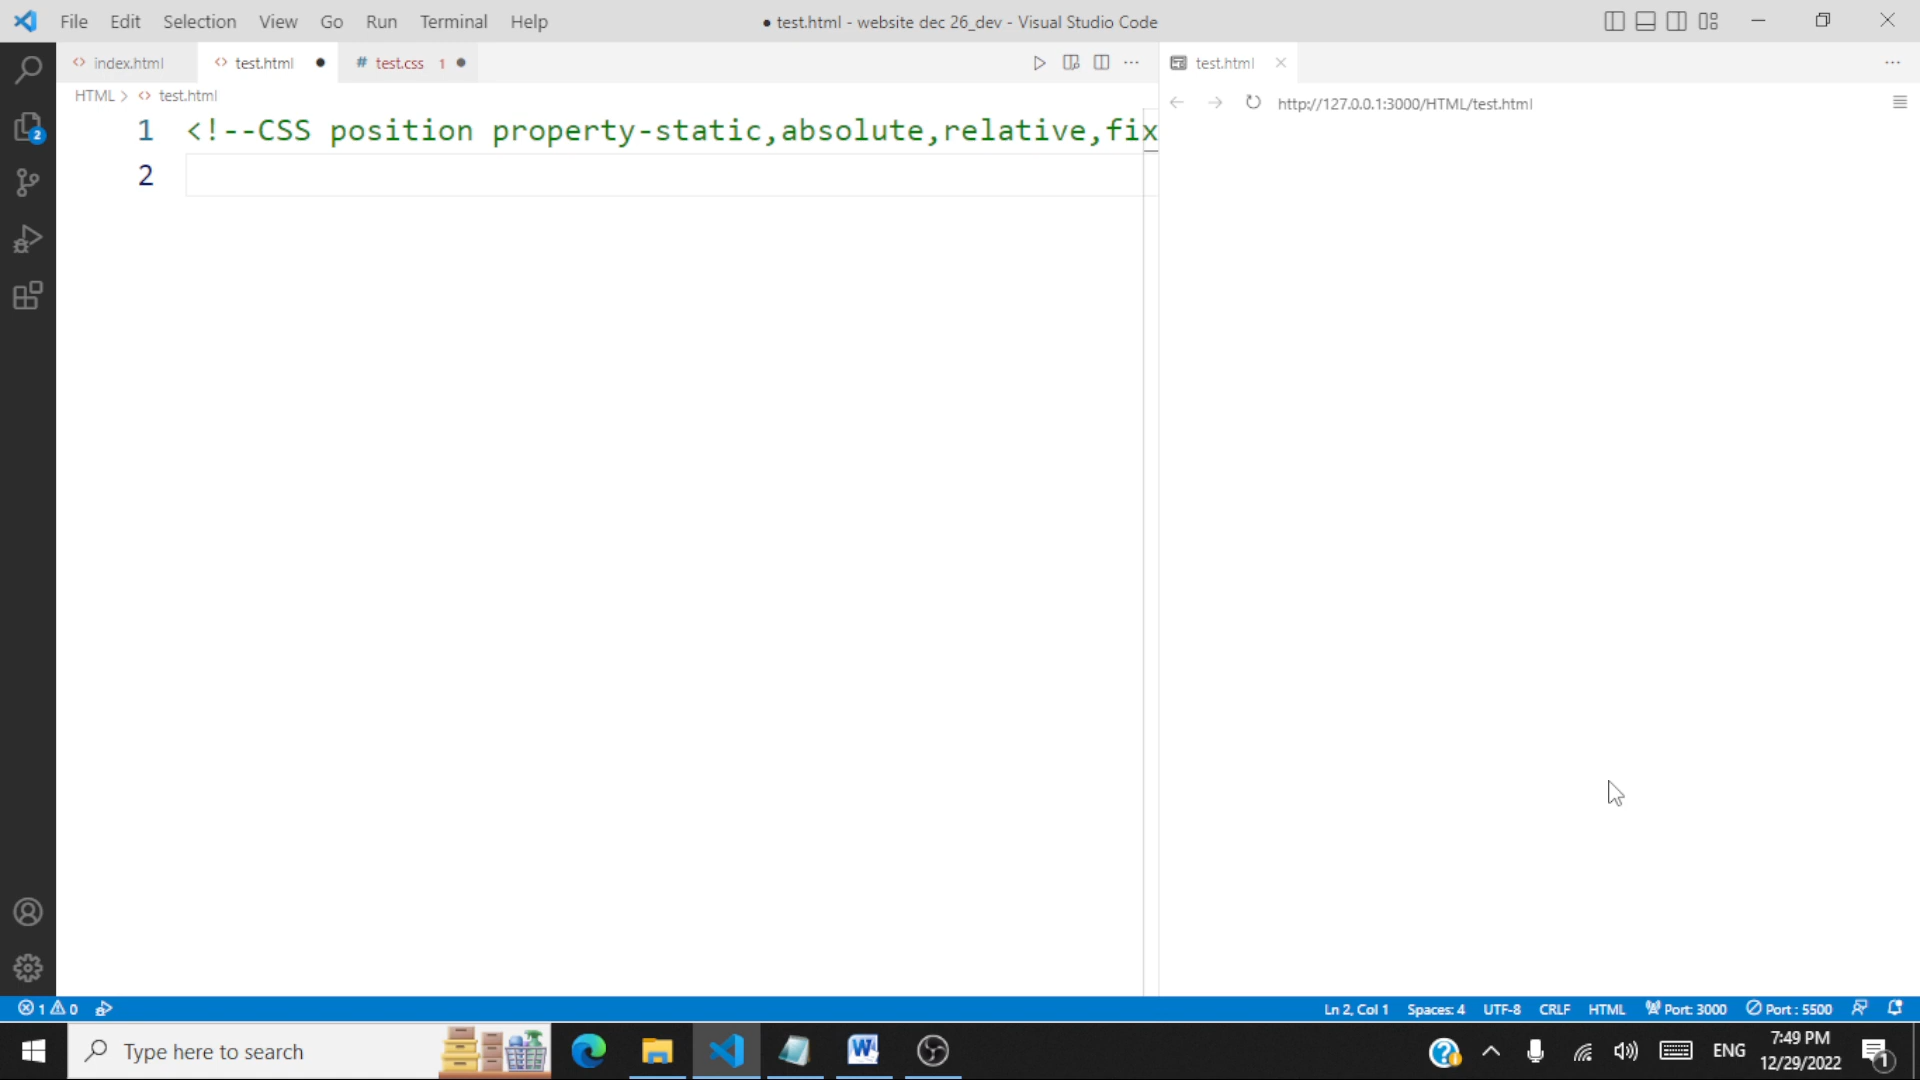 File Edit Selection View Go Run Terminal Help
● test.html - website dec 26_dev - Visual Studio Code
index.html
test.html
# test.css 1
test.html
HTML > test.html
http://127.0.0.1:3000/HTML/test.html
1 <!--CSS position property-static,absolute,relative,fix
2
2
1 0
Ln 2, Col 1 Spaces: 4 UTF-8 CRLF HTML Port: 3000 Port : 5500
Type here to search
ENG
7:49 PM
12/29/2022
1